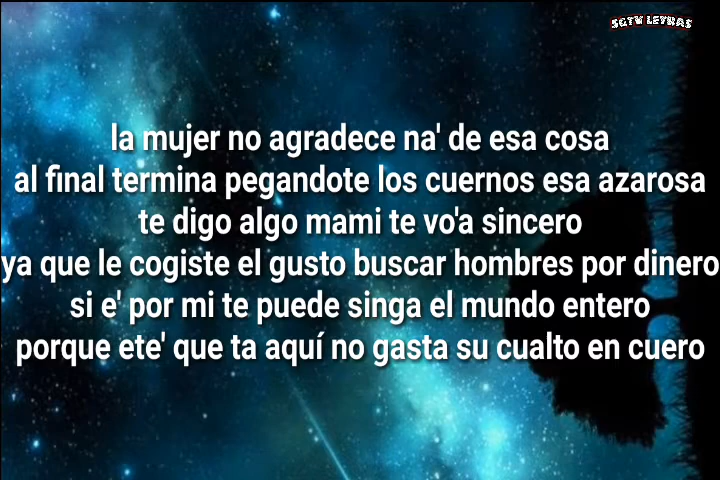 SGTV LETRAS
la mujer no agradece na' de esa cosa
al final termina pegandote los cuernos esa azarosa
te digo algo mami te vo'a sincero
ya que le cogiste el gusto buscar hombres por dinero
si e' por mi te puede singa el mundo entero
porque ete' que ta aquí no gasta su cualto en cuero